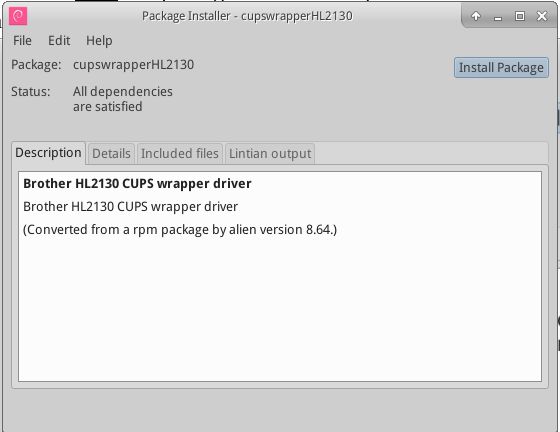 Package Installer - cupswrapperHL2130
File Edit Help
Package: cupswrapperHL2130
Install Package
Status: All dependencies
are satisfied
Description Details Included files Lintian output
Brother HL2130 CUPS wrapper driver
Brother HL2130 CUPS wrapper driver
(Converted from a rpm package by alien version 8.64.)